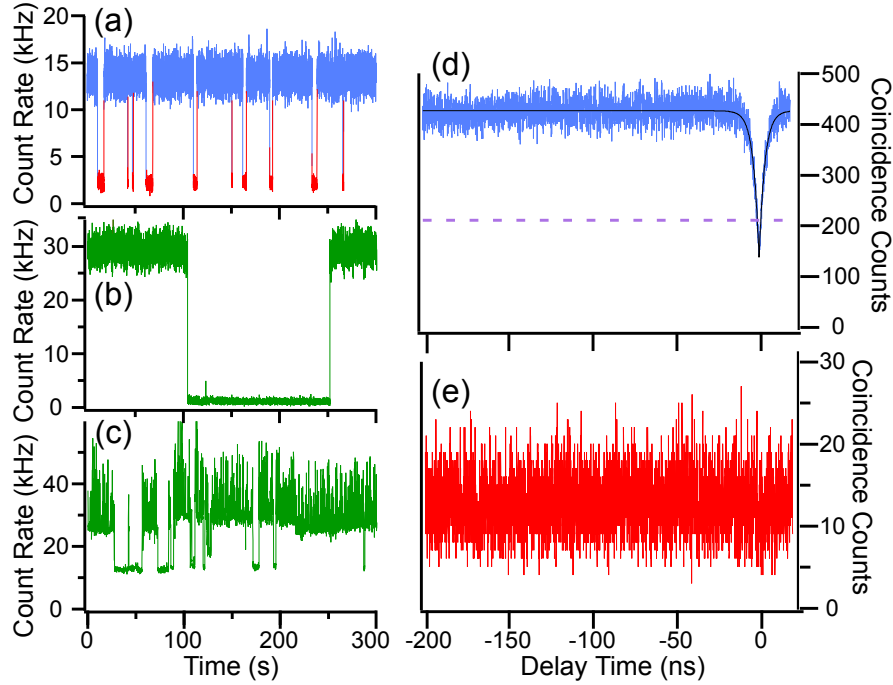 (a)
Count Rate (kHz)
20
15
10
5
0
(b)
Count Rate (kHz)
30
20
10
0
(c)
Count Rate (kHz)
40
20
0
0
100
200
300
Time (s)
(d)
Coincidence Counts
500
400
300
200
100
0
(e)
Coincidence Counts
30
20
10
0
-200
-150
-100
-50
0
Delay Time (ns)